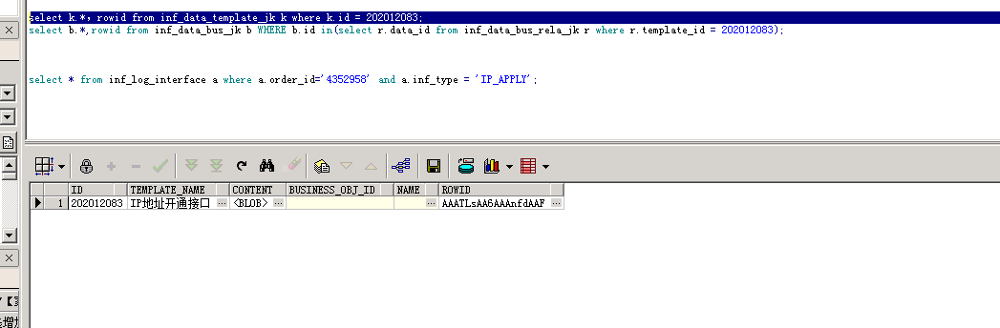 select k.*, rowid from inf_data_template_jk k where k.id = 202012083;
select b.*,rowid from inf_data_bus_jk b WHERE b.id in(select r.data_id from inf_data_bus_rela_jk r where r.template_id = 202012083);
select * from inf_log_interface a where a.order_id='4352958' and a.inf_type = 'IP_APPLY';
ID TEMPLATE_NAME CONTENT BUSINESS_OBJ_ID NAME ROWID
1 202012083 IP地址开通接口 ... <BLOB> ... ... AAATLsAA6AAAnfdAAF ...
增加